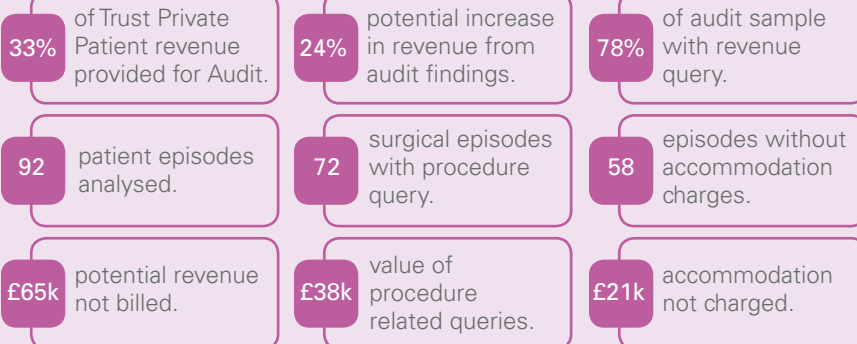 33%
of Trust Private
Patient revenue
provided for Audit.
24%
potential increase
in revenue from
audit findings.
78%
of audit sample
with revenue
query.
92
patient episodes
analysed.
72
surgical episodes
with procedure
query.
58
episodes without
accommodation
charges.
£65k
potential revenue
not billed.
£38k
value of
procedure
related queries.
£21k
accommodation
not charged.